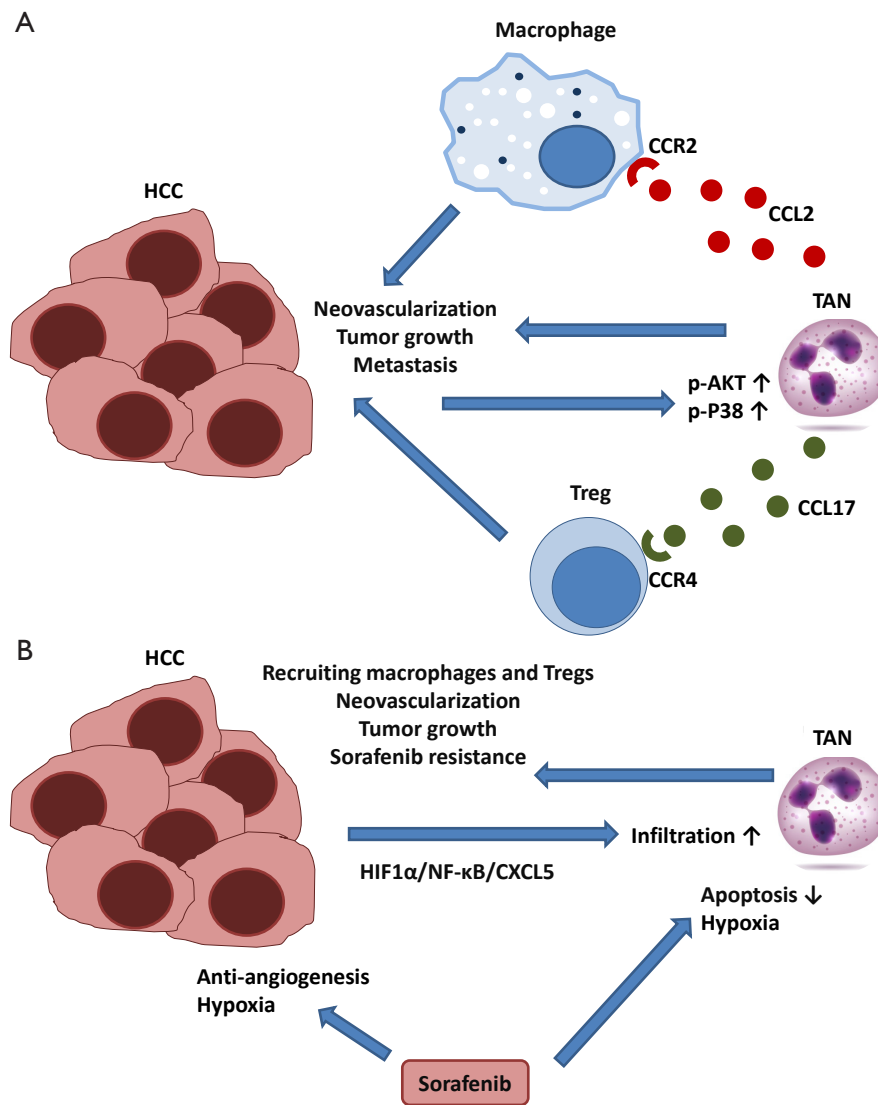 A
Macrophage
CCR2
HCC
CCL2
TAN
Neovascularization
Tumor growth
Metastasis
p-AKT ↑
p-P38 ↑
Treg
CCL17
CCR4
B
HCC
Recruiting macrophages and Tregs
Neovascularization
Tumor growth
Sorafenib resistance
TAN
Infiltration ↑
HIF1α/NF-κB/CXCL5
Apoptosis ↓
Hypoxia
Anti-angiogenesis
Hypoxia
Sorafenib